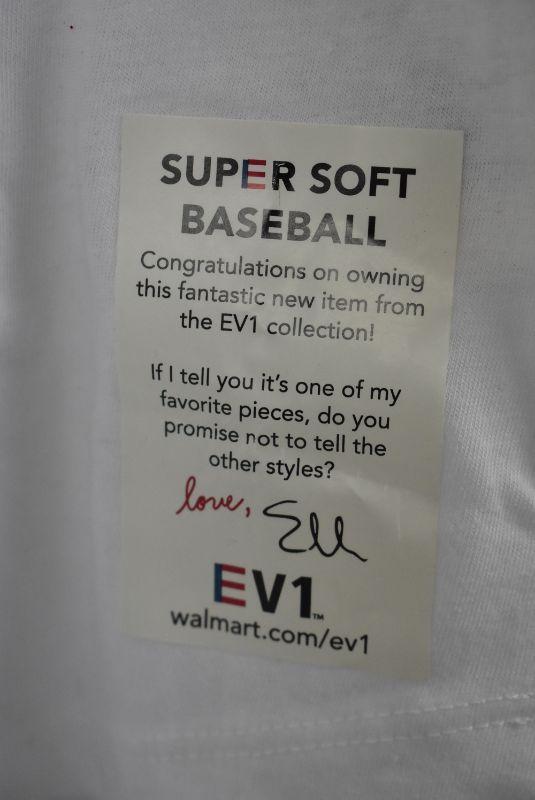 SUPER SOFT
BASEBALL
Congratulations on owning
this fantastic new item from
the EV1 collection!
If I tell you it's one of my
favorite pieces, do you
promise not to tell the
other styles?
love, Ell
EV1™
walmart.com/ev1